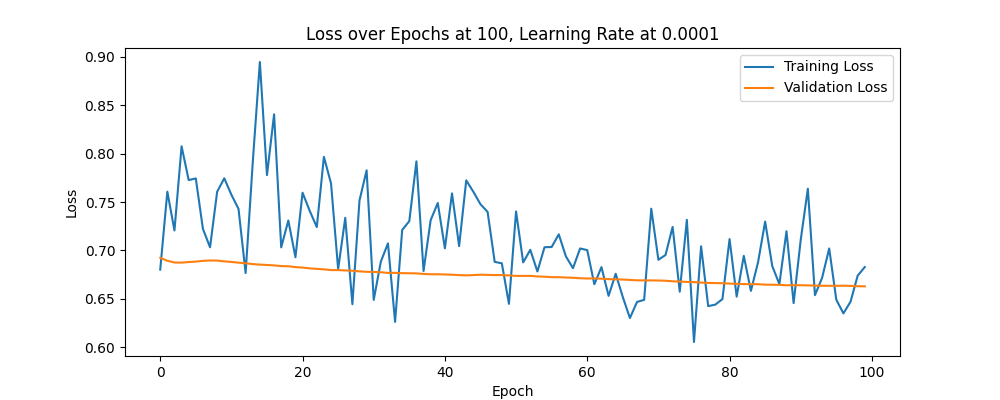 Loss over Epochs at 100, Learning Rate at 0.0001
Training Loss
Validation Loss
Loss
0.90
0.85
0.80
0.75
0.70
0.65
0.60
0 20 40 60 80 100
Epoch